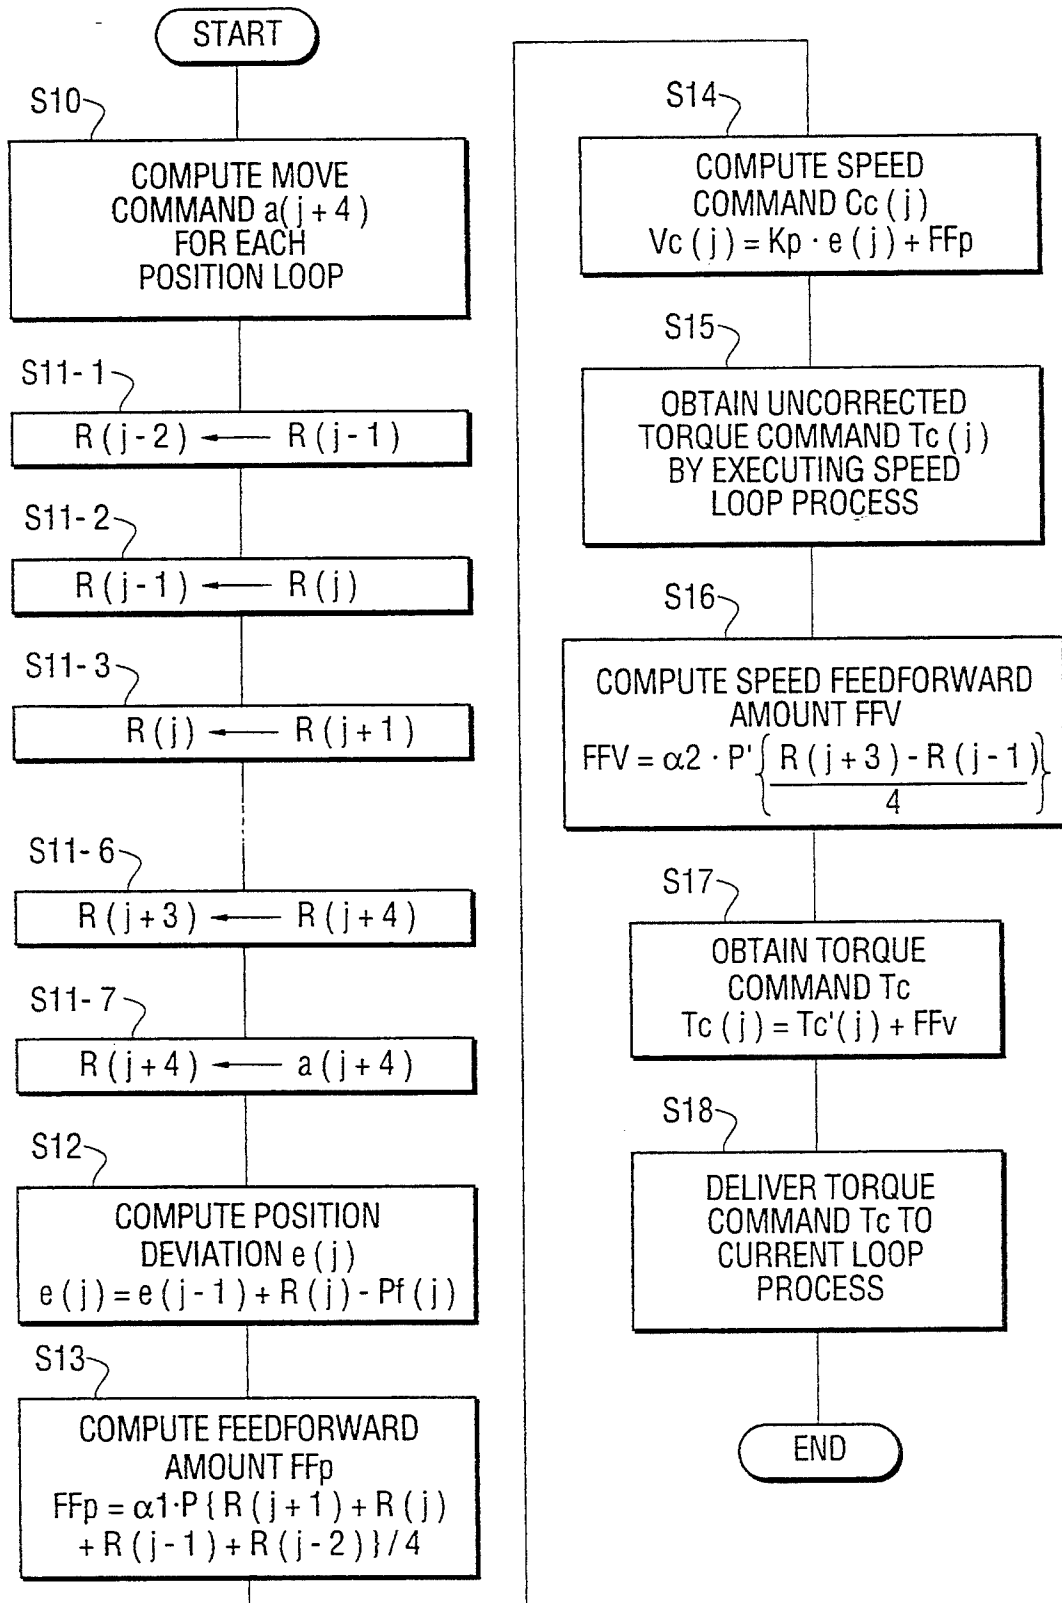 START
S10
COMPUTE MOVE
COMMAND a(j+4)
FOR EACH
POSITION LOOP
S11-1
R(j-2) ← R(j-1)
S11-2
R(j-1) ← R(j)
S11-3
R(j) ← R(j+1)
S11-6
R(j+3) ← R(j+4)
S11-7
R(j+4) ← a(j+4)
S12
COMPUTE POSITION
DEVIATION e(j)
e(j) = e(j-1) + R(j) - Pf(j)
S13
COMPUTE FEEDFORWARD
AMOUNT FFp
FFp = α1·P{R(j+1) + R(j)
+ R(j-1) + R(j-2)}/4
S14
COMPUTE SPEED
COMMAND Cc(j)
Vc(j) = Kp · e(j) + FFp
S15
OBTAIN UNCORRECTED
TORQUE COMMAND Tc(j)
BY EXECUTING SPEED
LOOP PROCESS
S16
COMPUTE SPEED FEEDFORWARD
AMOUNT FFV
FFV = α2 · P'{R(j+3) - R(j-1)}
4
S17
OBTAIN TORQUE
COMMAND Tc
Tc(j) = Tc'(j) + FFv
S18
DELIVER TORQUE
COMMAND Tc TO
CURRENT LOOP
PROCESS
END